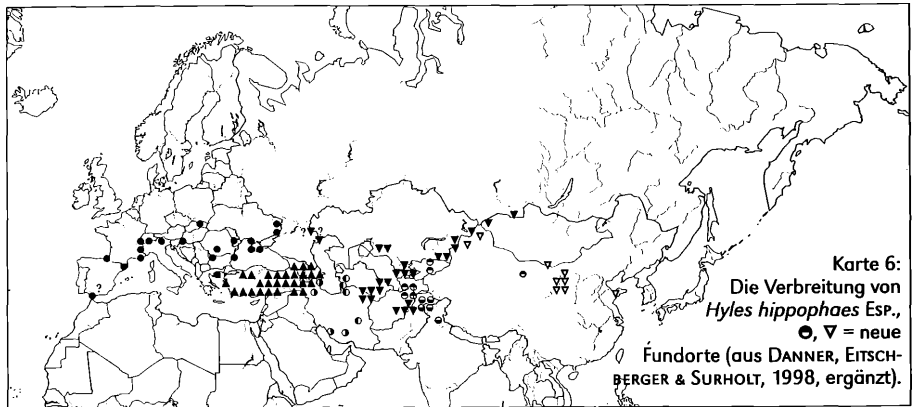 ?
?
?
Karte 6:
Die Verbreitung von
Hyles hippophaes ESP.,
◓, ▽ = neue
Fundorte (aus DANNER, EITSCH-
BERGER & SURHOLT, 1998, ergänzt).